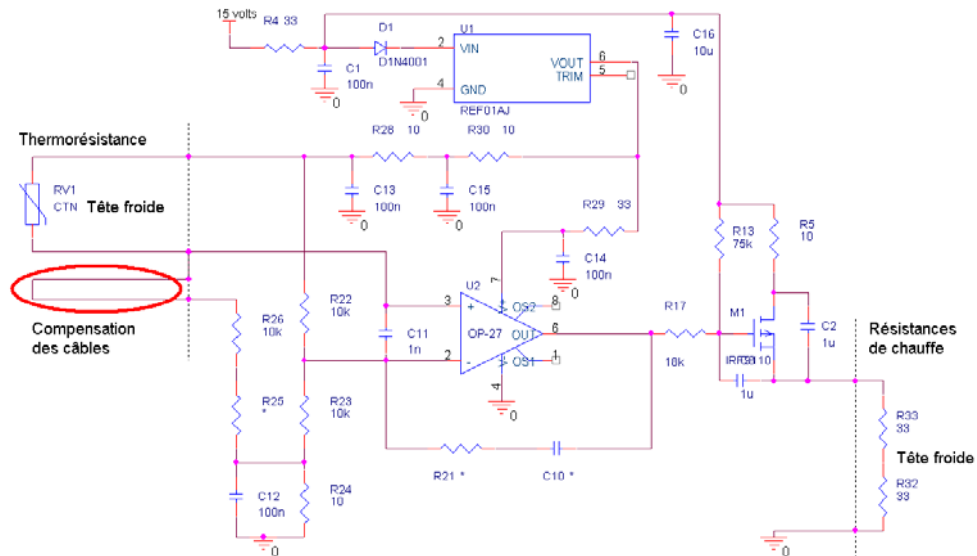 15 volts
R4 33
D1
D1N4001
C1
100n
0
U1
2
VIN
4
GND
VOUT
6
TRIM
5
REF01AJ
0
C16
10u
0
Thermorésistance
RV1
CTN
Tête froide
R28 10
R30 10
C13
100n
0
C15
100n
0
R29 33
C14
100n
0
R13
75k
R5
10
Compensation
des câbles
R26
10k
R22
10k
C11
1n
U2
7
3
+
OP-27
2
-
OS2
8
OUT
6
OS1
1
4
0
R17
18k
M1
C2
1u
1u
Résistances
de chauffe
R25
*
R23
10k
R21 *
C10 *
C12
100n
R24
10
0
R33
33
Tête froide
R32
33
0